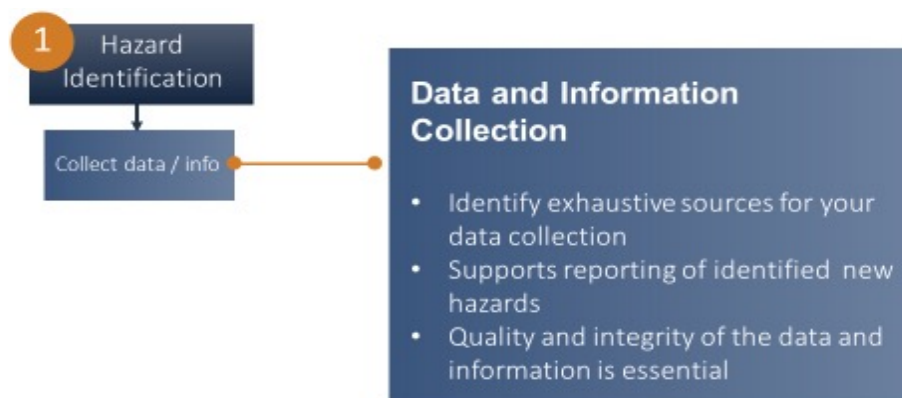 1
Hazard
Identification
Collect data / info
Data and Information
Collection
• Identify exhaustive sources for your
data collection
• Supports reporting of identified new
hazards
• Quality and integrity of the data and
information is essential